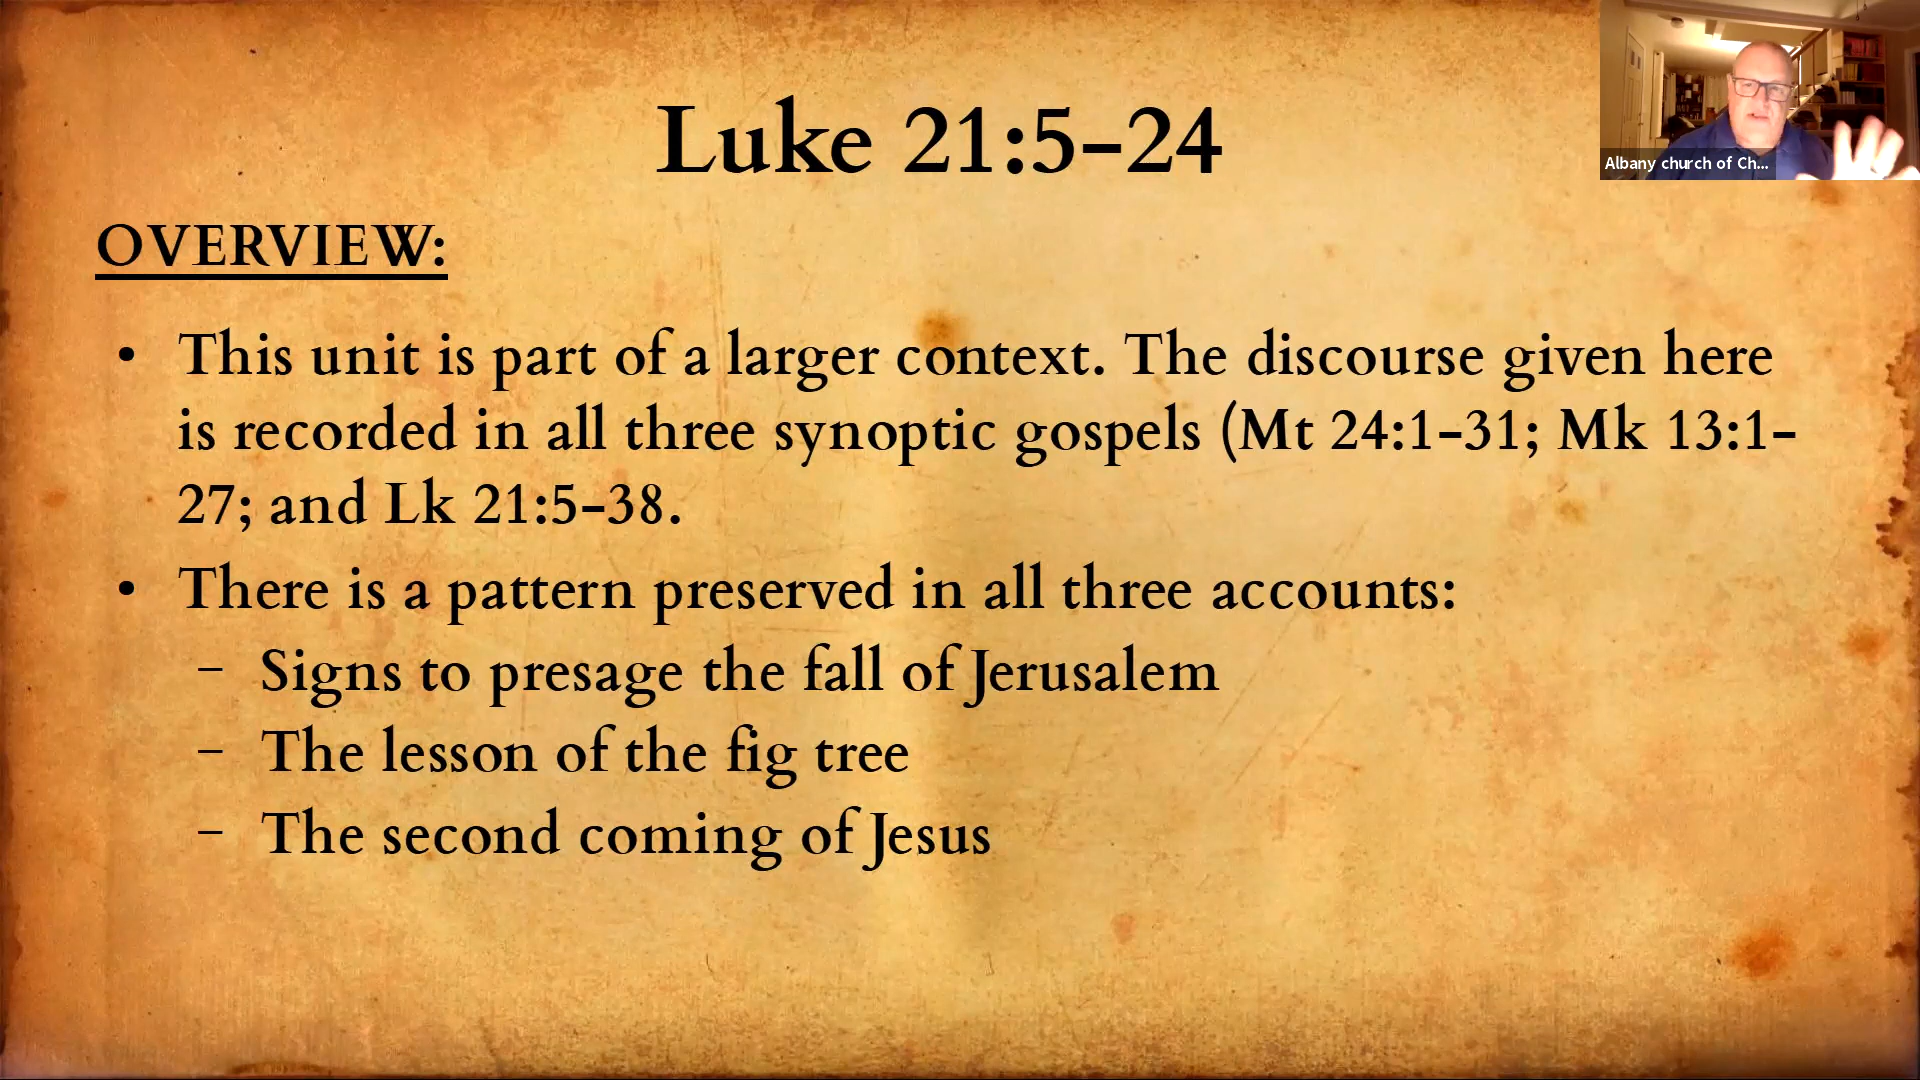 Luke 21:5-24
Albany church of Ch...
OVERVIEW:
• This unit is part of a larger context. The discourse given here
is recorded in all three synoptic gospels (Mt 24:1-31; Mk 13:1-
27; and Lk 21:5-38.
• There is a pattern preserved in all three accounts:
– Signs to presage the fall of Jerusalem
– The lesson of the fig tree
– The second coming of Jesus